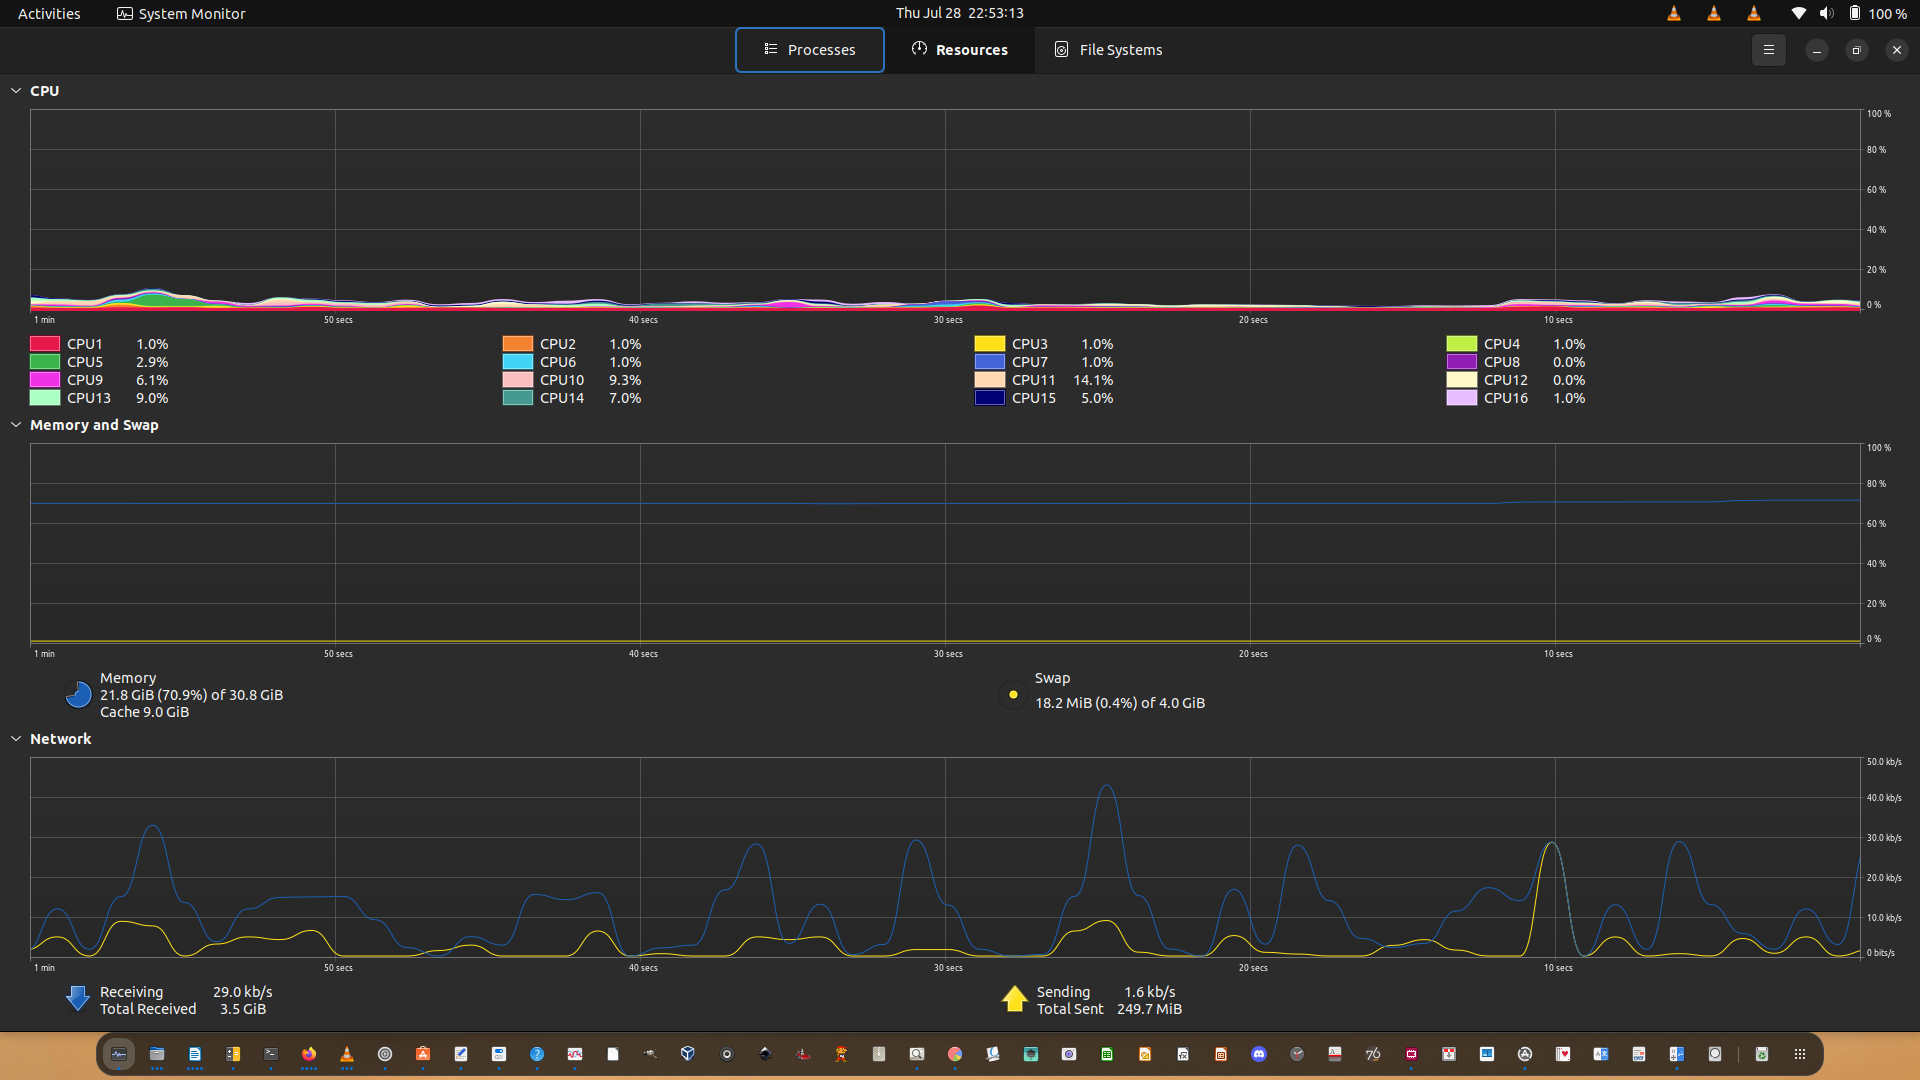 Activities System Monitor Thu Jul 28 22:53:13 100 %
Processes Resources File Systems
CPU
100 %
80 %
60 %
40 %
20 %
0 %
1 min 50 secs 40 secs 30 secs 20 secs 10 secs
CPU1 1.0% CPU2 1.0% CPU3 1.0% CPU4 1.0%
CPU5 2.9% CPU6 1.0% CPU7 1.0% CPU8 0.0%
CPU9 6.1% CPU10 9.3% CPU11 14.1% CPU12 0.0%
CPU13 9.0% CPU14 7.0% CPU15 5.0% CPU16 1.0%
Memory and Swap
100 %
80 %
60 %
40 %
20 %
0 %
1 min 50 secs 40 secs 30 secs 20 secs 10 secs
Memory
21.8 GiB (70.9%) of 30.8 GiB
Cache 9.0 GiB
Swap
18.2 MiB (0.4%) of 4.0 GiB
Network
50.0 kb/s
40.0 kb/s
30.0 kb/s
20.0 kb/s
10.0 kb/s
0 bits/s
1 min 50 secs 40 secs 30 secs 20 secs 10 secs
Receiving 29.0 kb/s
Total Received 3.5 GiB
Sending 1.6 kb/s
Total Sent 249.7 MiB